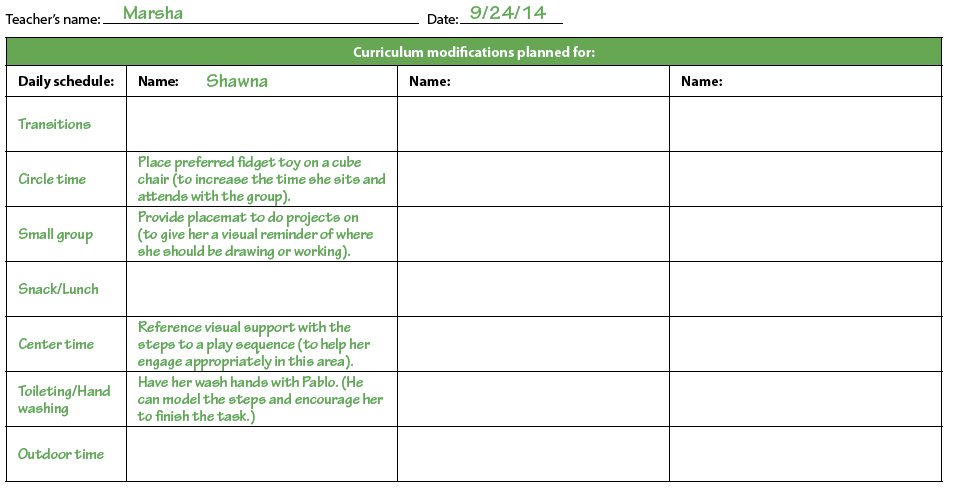 Teacher's name: Marsha Date: 9/24/14
Curriculum modifications planned for:
Daily schedule: Name: Shawna Name: Name:
Transitions
Circle time
Place preferred fidget toy on a cube
chair (to increase the time she sits and
attends with the group).
Small group
Provide placemat to do projects on
(to give her a visual reminder of where
she should be drawing or working).
Snack/Lunch
Center time
Reference visual support with the
steps to a play sequence (to help her
engage appropriately in this area).
Toileting/Hand
washing
Have her wash hands with Pablo. (He
can model the steps and encourage her
to finish the task.)
Outdoor time